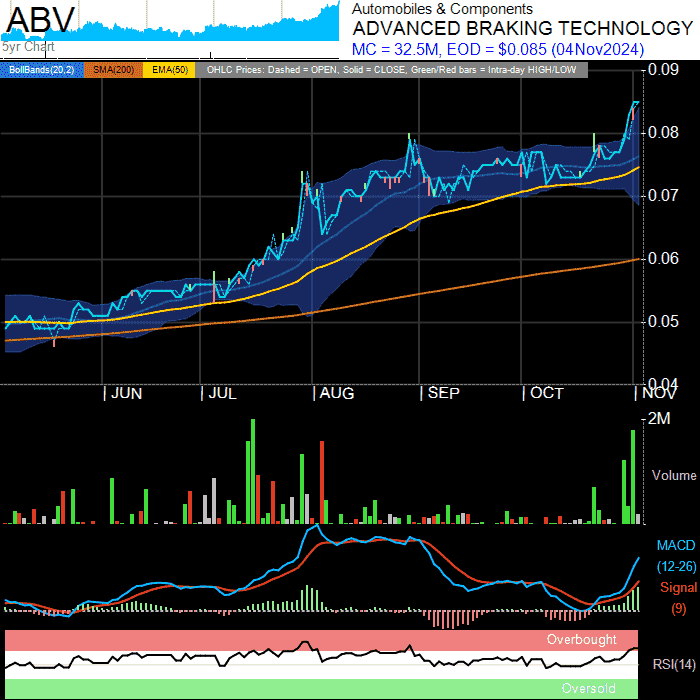 ABV
5yr Chart
Automobiles & Components
ADVANCED BRAKING TECHNOLOGY
MC = 32.5M, EOD = $0.085 (04Nov2024)
BollBands(20,2) SMA(200) EMA(50) OHLC Prices: Dashed = OPEN, Solid = CLOSE, Green/Red bars = Intra-day HIGH/LOW
0.09
0.08
0.07
0.06
0.05
0.04
JUN JUL AUG SEP OCT NOV
2M
Volume
MACD
(12-26)
Signal
(9)
Overbought
RSI(14)
Oversold